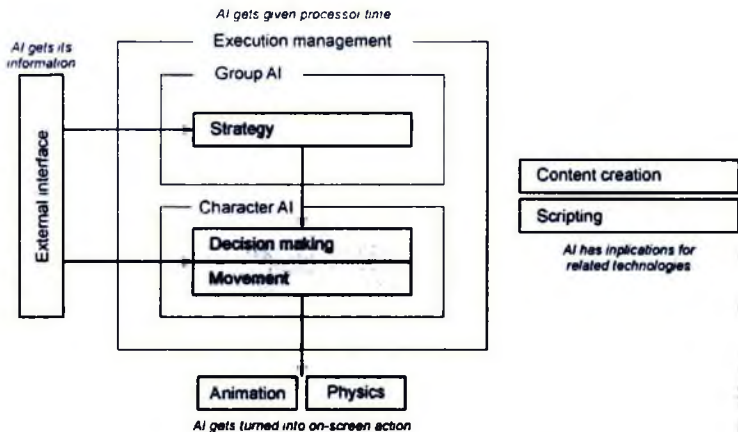 AI gets given processor time
Execution management
AI gets its
information
Group AI
Strategy
External interface
Content creation
Scripting
Character AI
Decision making
Movement
AI has inplications for
related technologies
Animation
Physics
AI gets turned into on-screen action